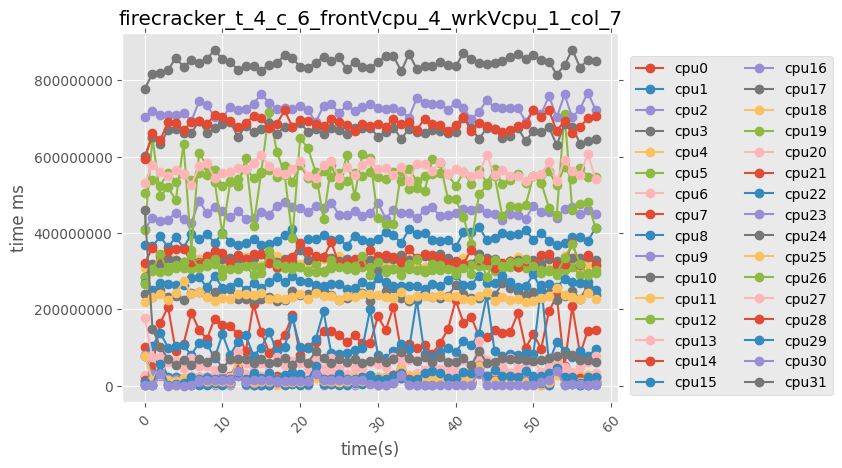 firecracker_t_4_c_6_frontVcpu_4_wrkVcpu_1_col_7
time ms
800000000
600000000
400000000
200000000
0
0
10
20
30
40
50
60
time(s)
cpu0
cpu1
cpu2
cpu3
cpu4
cpu5
cpu6
cpu7
cpu8
cpu9
cpu10
cpu11
cpu12
cpu13
cpu14
cpu15
cpu16
cpu17
cpu18
cpu19
cpu20
cpu21
cpu22
cpu23
cpu24
cpu25
cpu26
cpu27
cpu28
cpu29
cpu30
cpu31